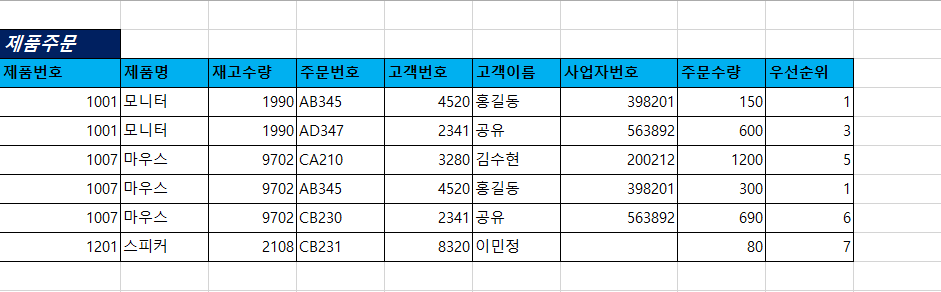 제품주문
제품번호 제품명 재고수량 주문번호 고객번호 고객이름 사업자번호 주문수량 우선순위
1001 모니터 1990 AB345 4520 홍길동 398201 150 1
1001 모니터 1990 AD347 2341 공유 563892 600 3
1007 마우스 9702 CA210 3280 김수현 200212 1200 5
1007 마우스 9702 AB345 4520 홍길동 398201 300 1
1007 마우스 9702 CB230 2341 공유 563892 690 6
1201 스피커 2108 CB231 8320 이민정 80 7